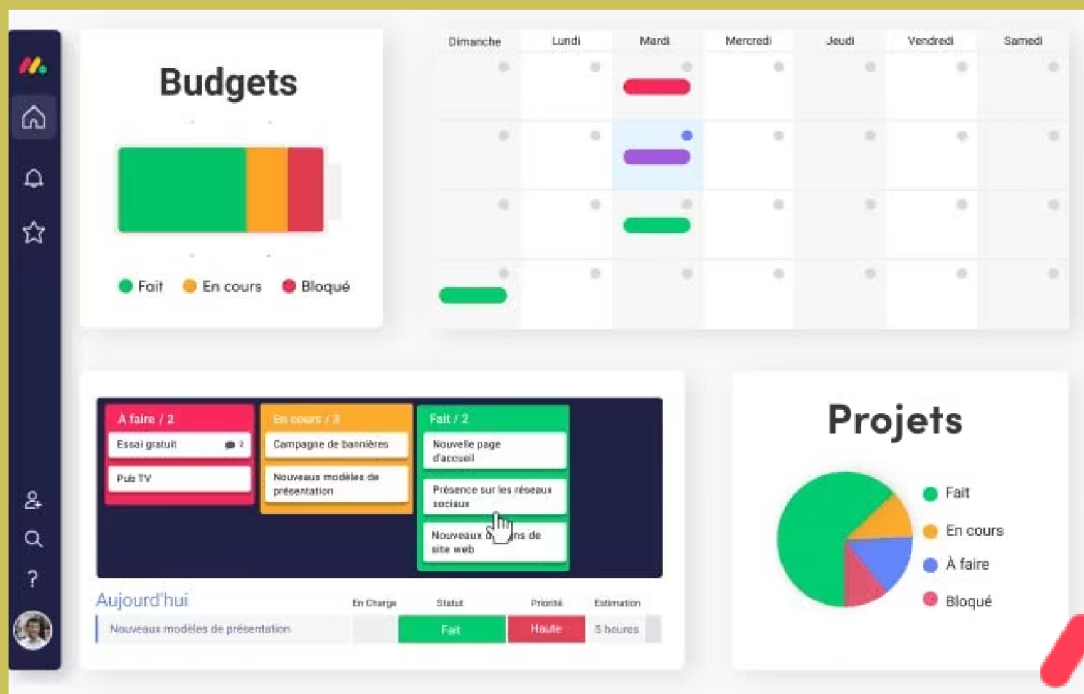 Budgets
Fait
En cours
Bloqué
Dimanche
Lundi
Mardi
Mercredi
Jeudi
Vendredi
Samedi
À faire / 2
Essai gratuit
2
Pub TV
En cours / 3
Campagne de bannières
Nouveaux modèles de
présentation
Fait / 2
Nouvelle page
d'accueil
Présence sur les réseaux
sociaux
Nouveaux
ns de
site web
Aujourd'hui
En Charge
Statut
Priorité
Estimation
Nouveaux modèles de présentation
Fait
Haute
5 heures
Projets
Fait
En cours
À faire
Bloqué
?